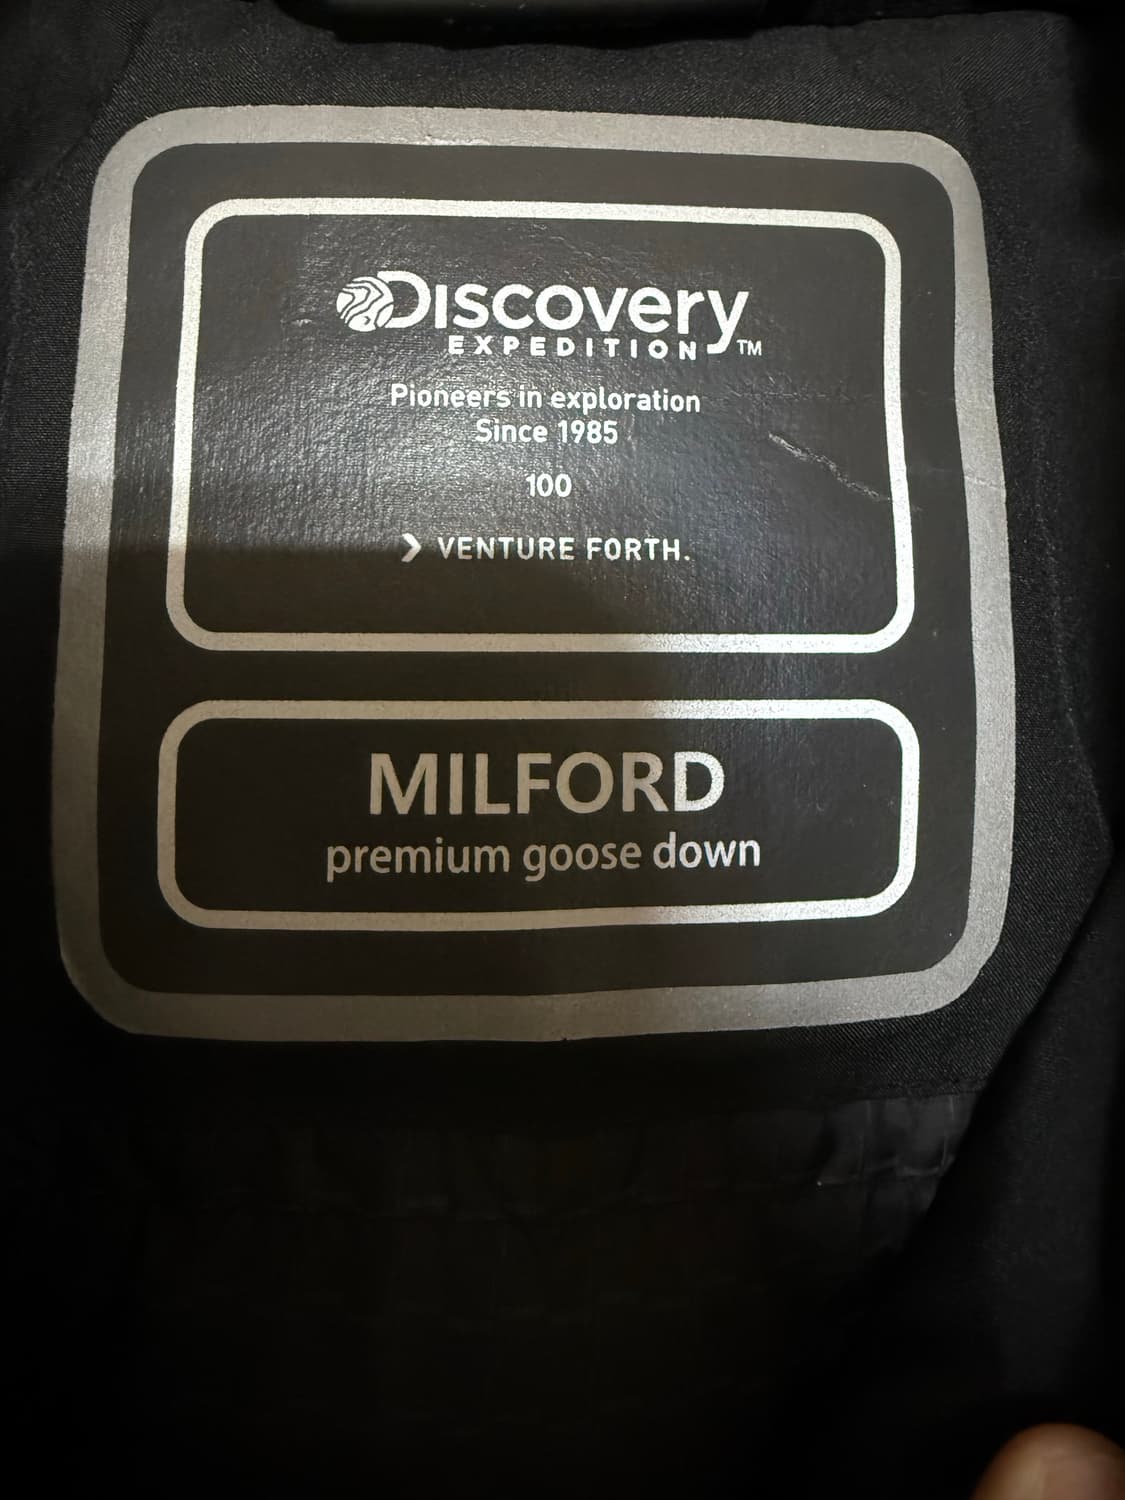 DISCOVERY
EXPEDITION™
Pioneers in exploration
Since 1985
100
❯ VENTURE FORTH.
MILFORD
premium goose down